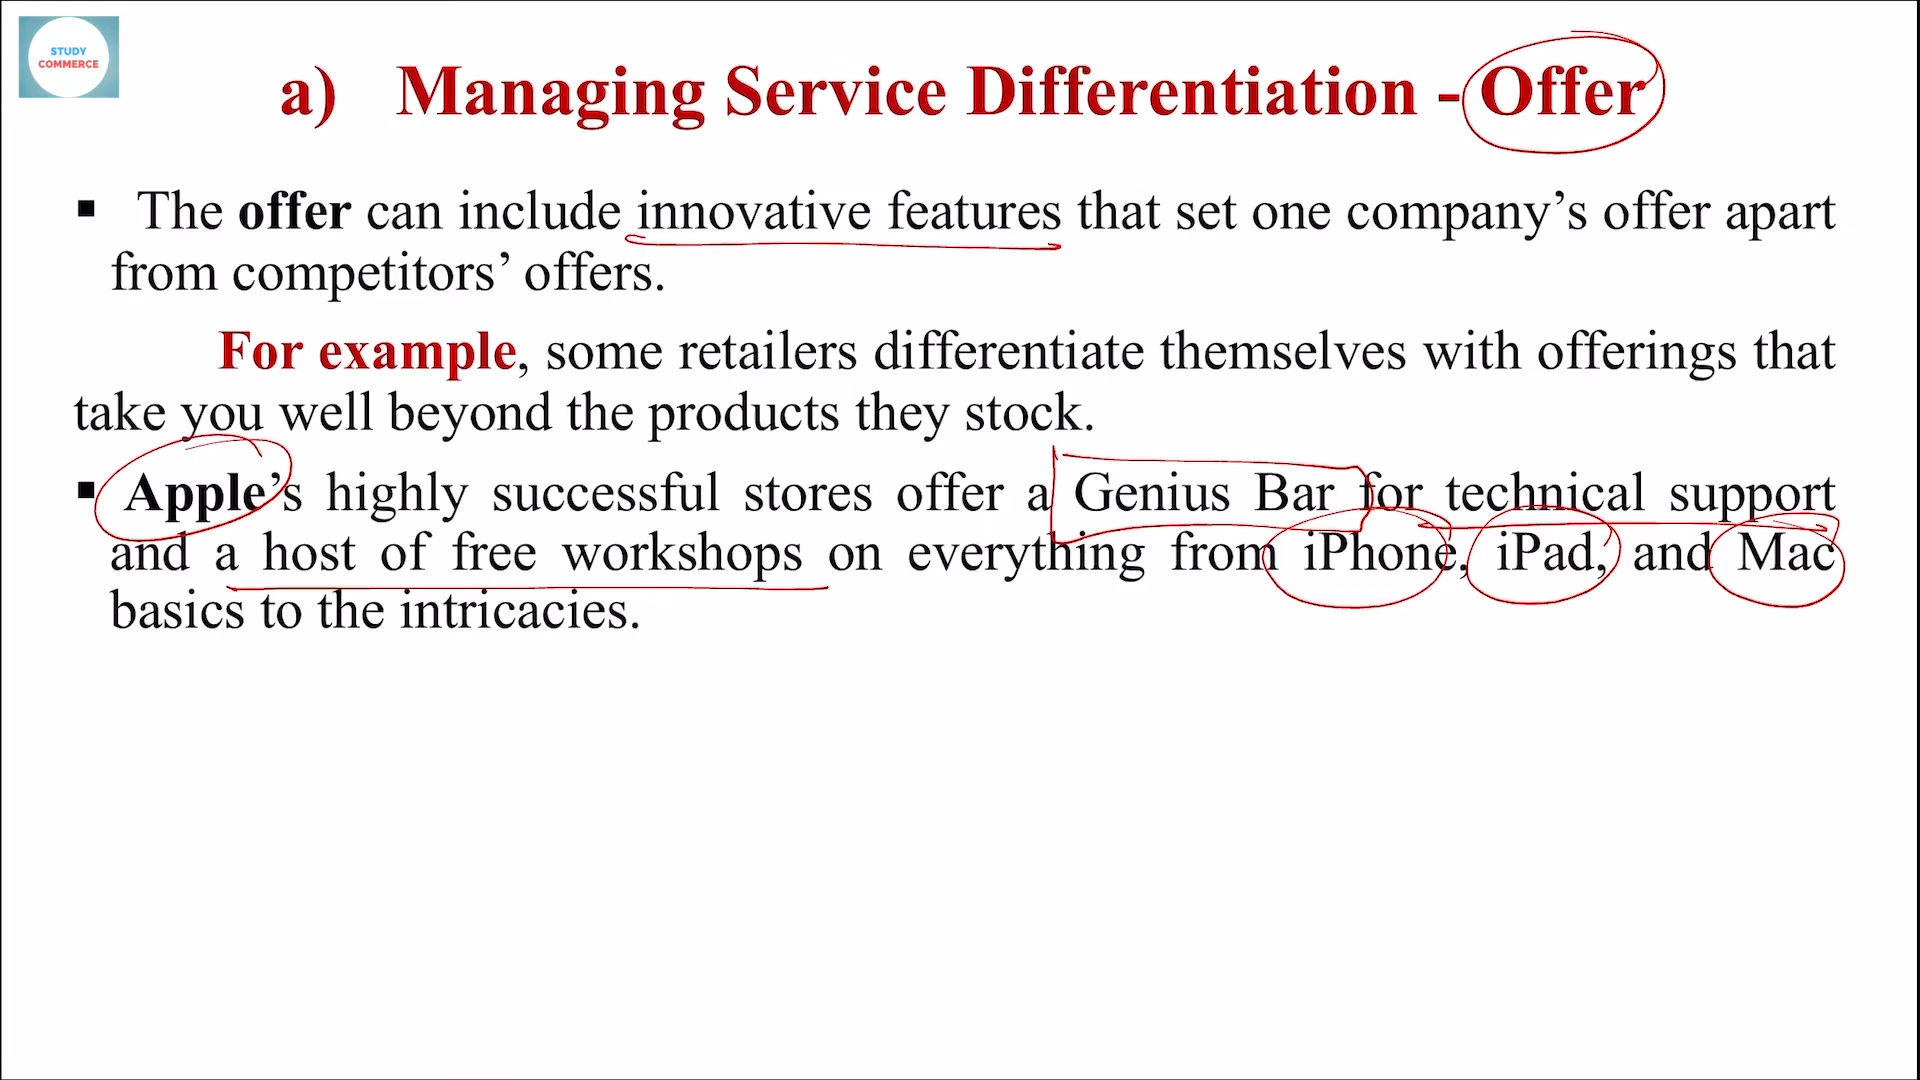 STUDY
COMMERCE
a) Managing Service Differentiation - Offer
▪ The offer can include innovative features that set one company’s offer apart
from competitors’ offers.
For example, some retailers differentiate themselves with offerings that
take you well beyond the products they stock.
▪ Apple’s highly successful stores offer a Genius Bar for technical support
and a host of free workshops on everything from iPhone, iPad, and Mac
basics to the intricacies.